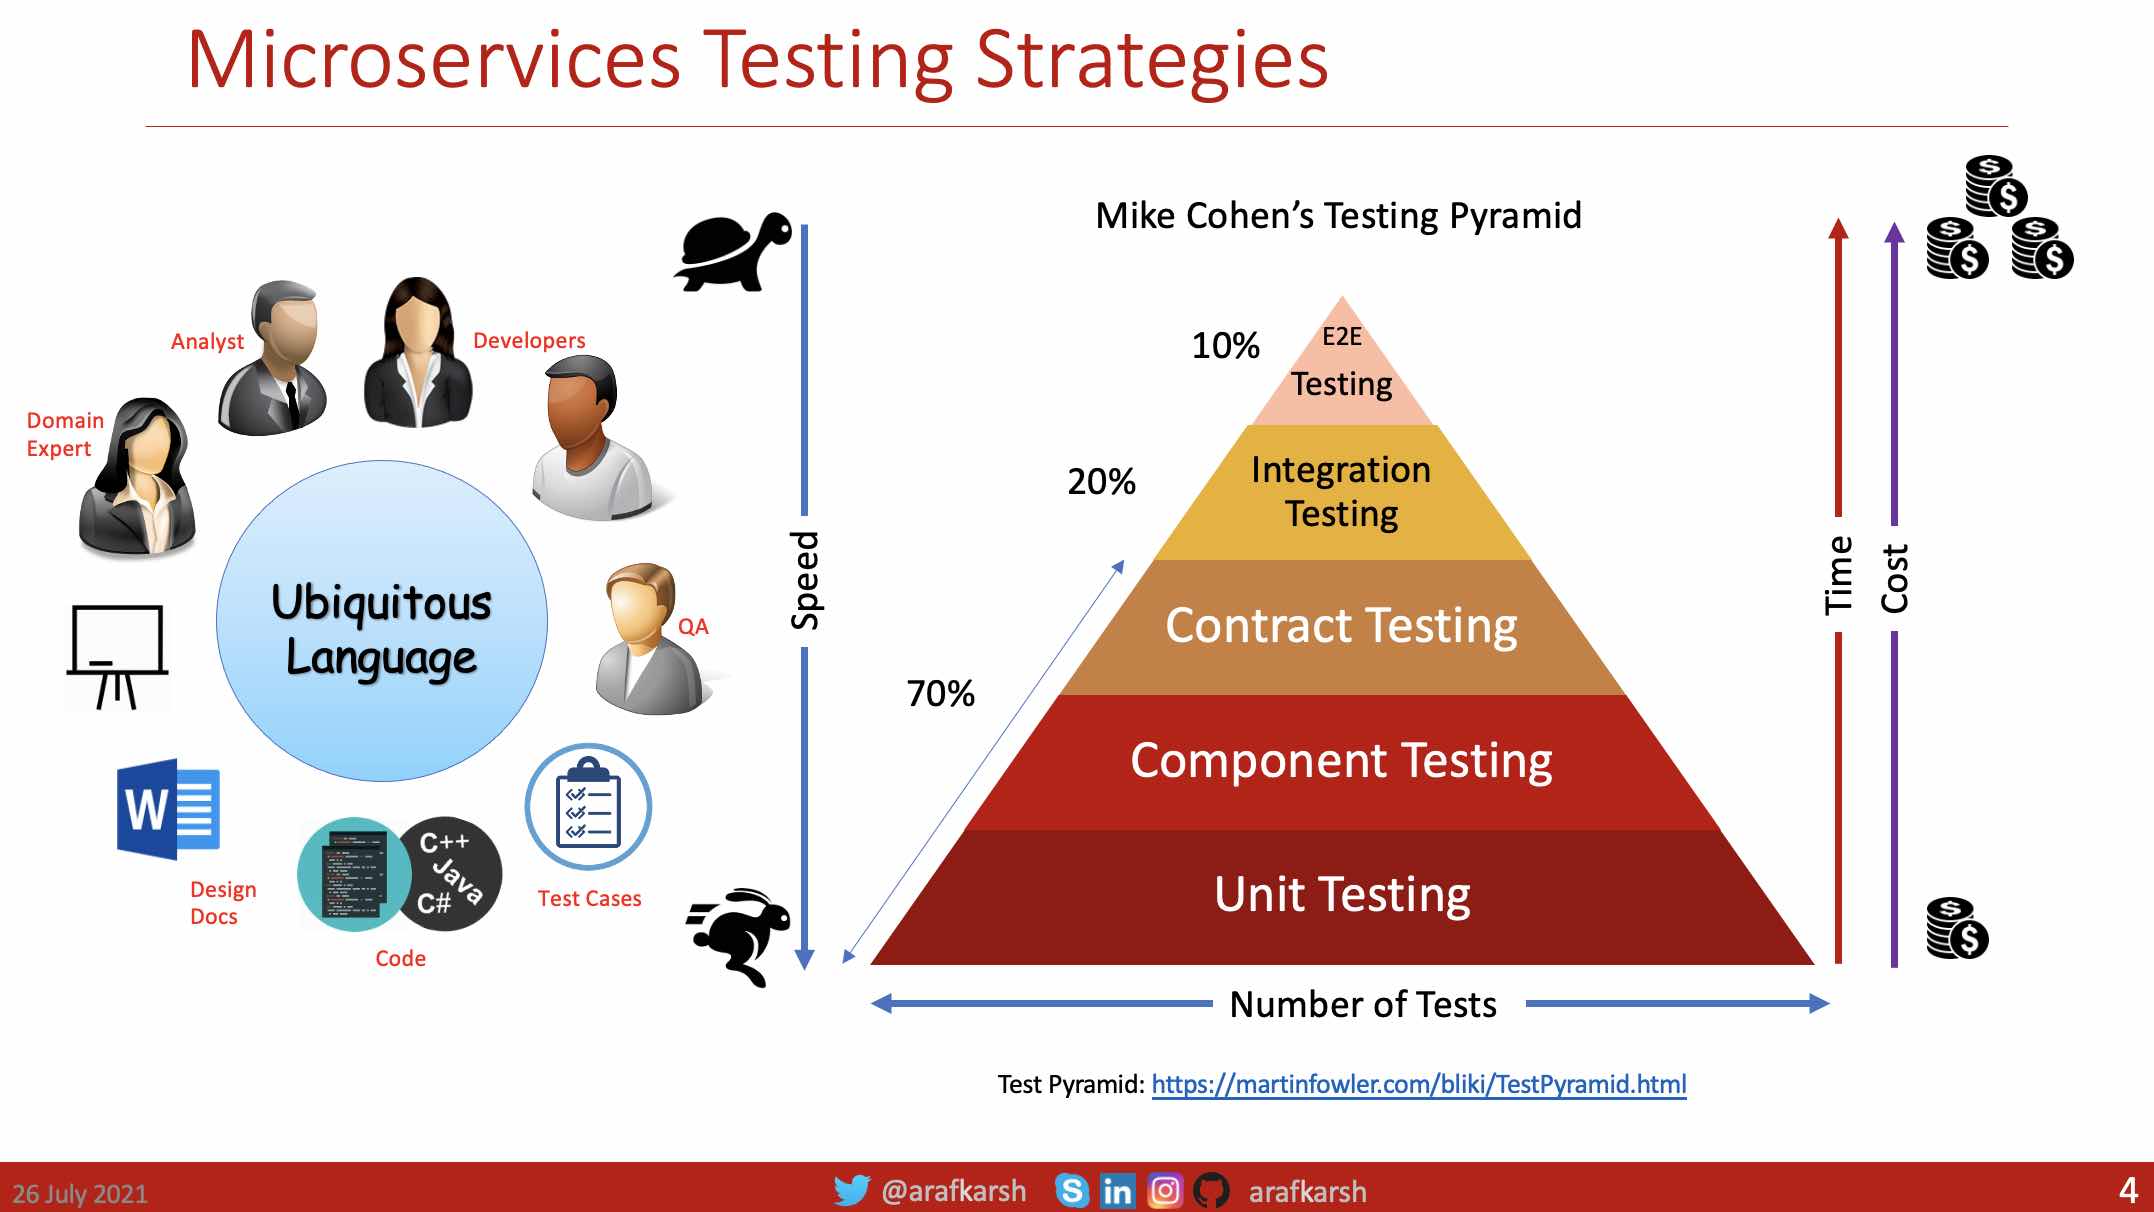 Microservices Testing Strategies
Analyst
Developers
Domain
Expert
Ubiquitous
Language
QA
W
Design
Docs
C++
Java
C#
Code
Test Cases
Speed
Mike Cohen’s Testing Pyramid
10%
E2E
Testing
20%
Integration
Testing
70%
Contract Testing
Component Testing
Unit Testing
Number of Tests
Time
Cost
Test Pyramid: https://martinfowler.com/bliki/TestPyramid.html
26 July 2021
@arafkarsh
arafkarsh
4